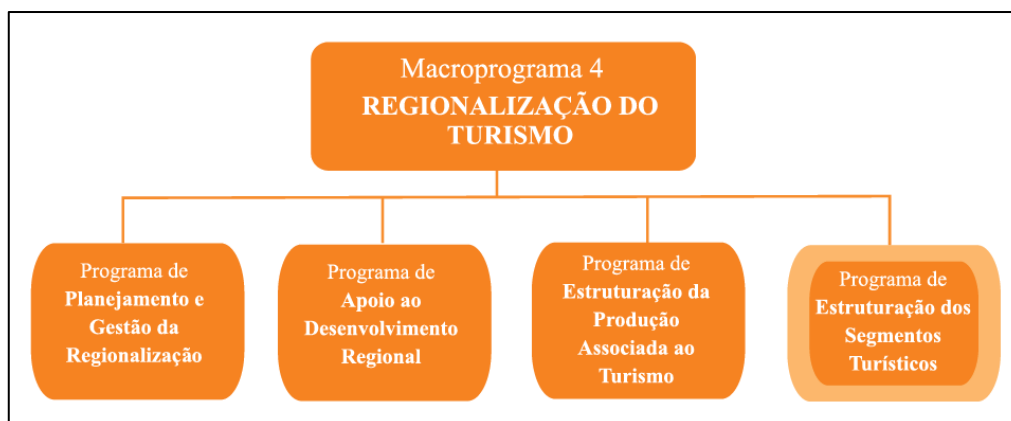 Macroprograma 4
REGIONALIZAÇÃO DO
TURISMO
Programa de
Planejamento e
Gestão da
Regionalização
Programa de
Apoio ao
Desenvolvimento
Regional
Programa de
Estruturação da
Produção
Associada ao
Turismo
Programa de
Estruturação dos
Segmentos
Turísticos